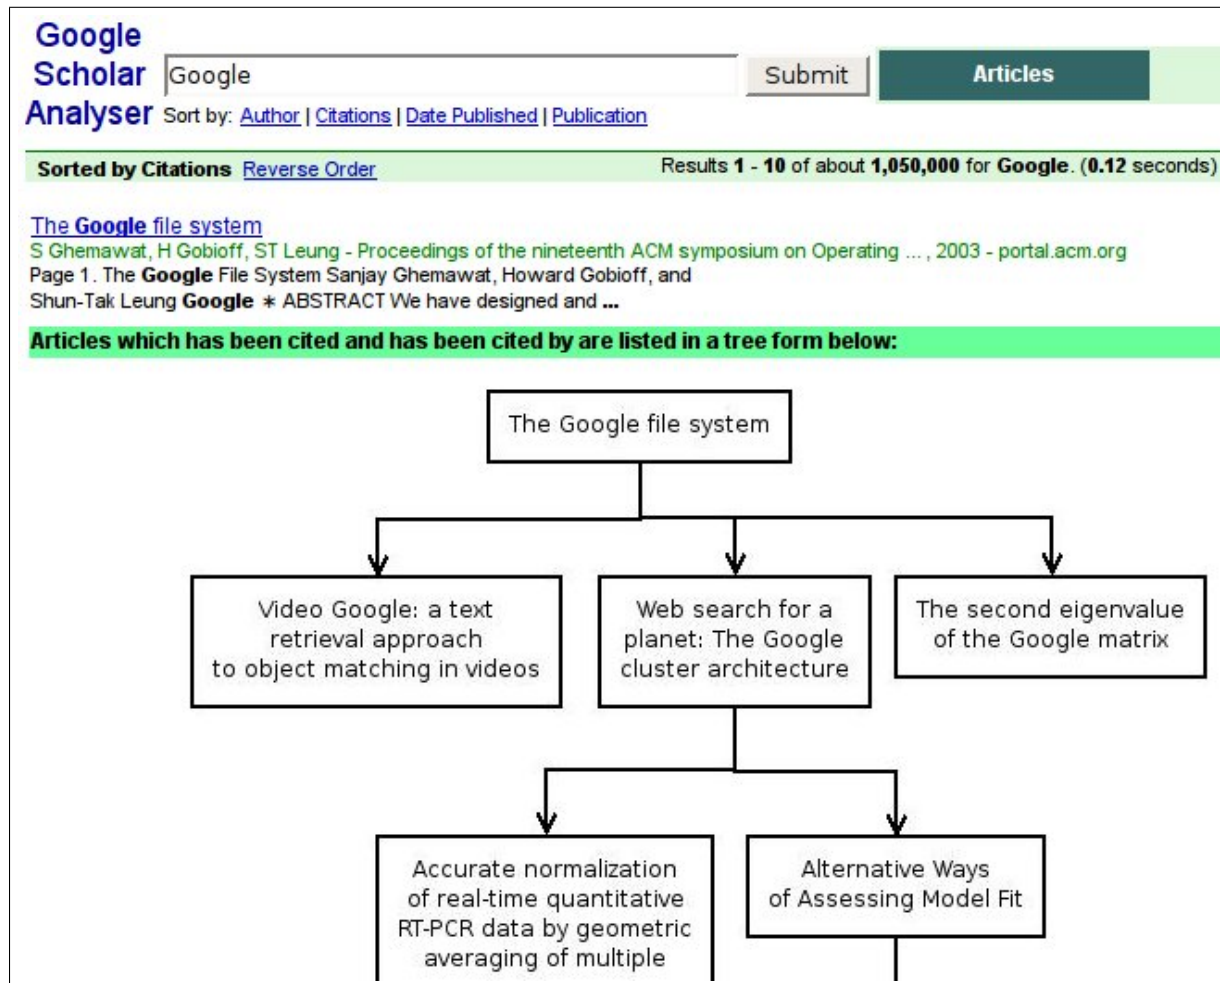 Google
Scholar
Analyser
Google
Submit
Articles
Sort by: Author | Citations | Date Published | Publication
Sorted by Citations Reverse Order
Results 1 - 10 of about 1,050,000 for Google. (0.12 seconds)
The Google file system
S Ghemawat, H Gobioff, ST Leung - Proceedings of the nineteenth ACM symposium on Operating ... , 2003 - portal.acm.org
Page 1. The Google File System Sanjay Ghemawat, Howard Gobioff, and
Shun-Tak Leung Google ∗ ABSTRACT We have designed and ...
Articles which has been cited and has been cited by are listed in a tree form below:
The Google file system
Video Google: a text
retrieval approach
to object matching in videos
Web search for a
planet: The Google
cluster architecture
The second eigenvalue
of the Google matrix
Accurate normalization
of real-time quantitative
RT-PCR data by geometric
averaging of multiple
Alternative Ways
of Assessing Model Fit